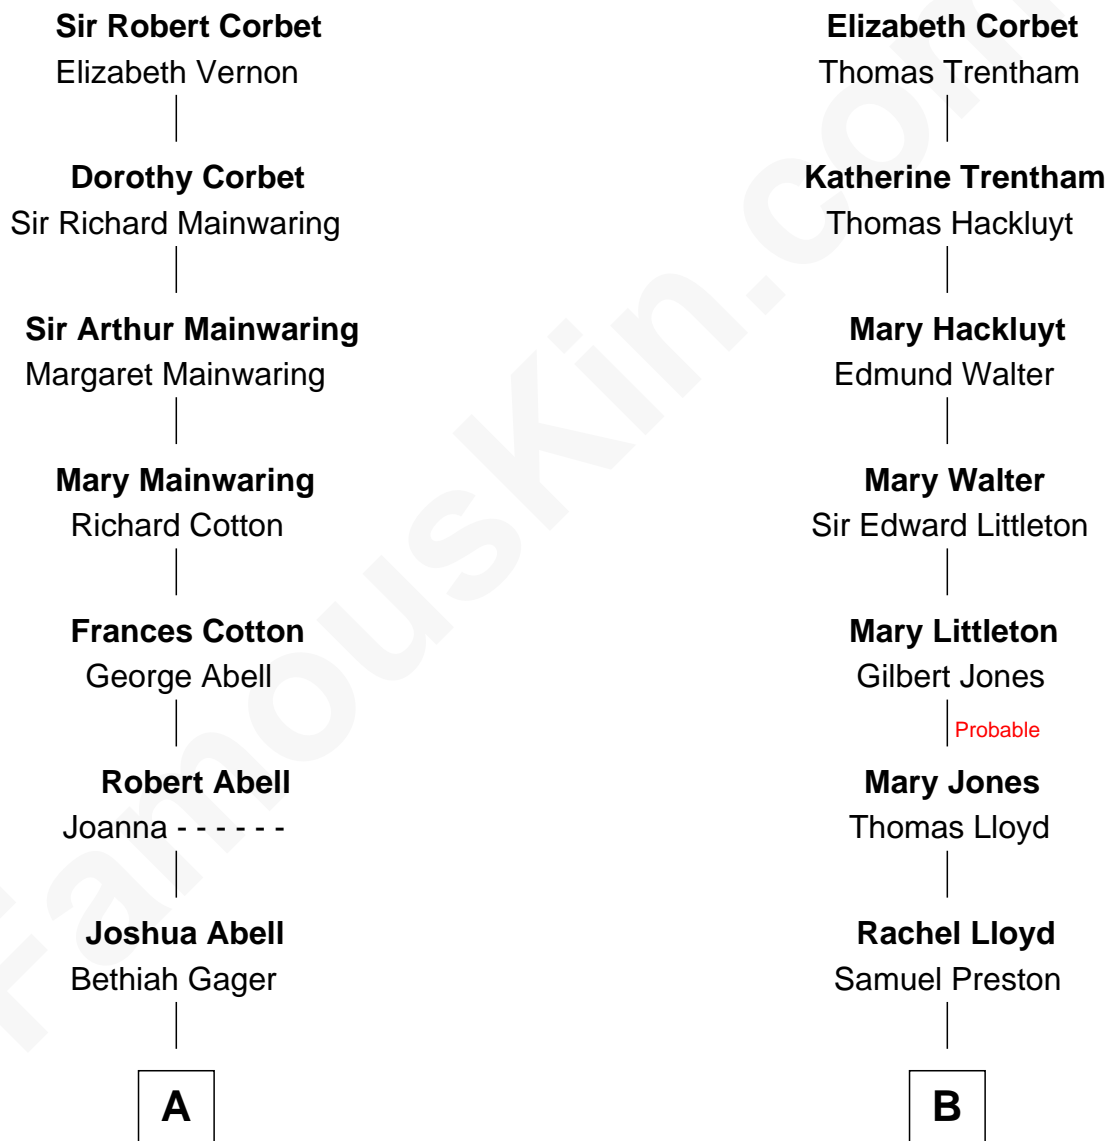 Sir Robert Corbet
Elizabeth Vernon
Dorothy Corbet
Sir Richard Mainwaring
Sir Arthur Mainwaring
Margaret Mainwaring
Mary Mainwaring
Richard Cotton
Frances Cotton
George Abell
Robert Abell
Joanna - - - - - -
Joshua Abell
Bethiah Gager
A
Elizabeth Corbet
Thomas Trentham
Katherine Trentham
Thomas Hackluyt
Mary Hackluyt
Edmund Walter
Mary Walter
Sir Edward Littleton
Mary Littleton
Gilbert Jones
Probable
Mary Jones
Thomas Lloyd
Rachel Lloyd
Samuel Preston
B
FamousKin.com